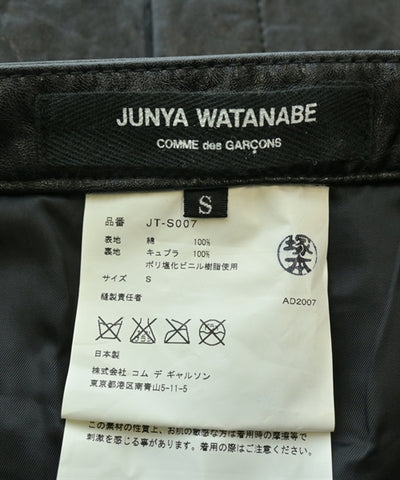 JUNYA WATANABE
COMME des GARÇONS
S
品番 JT-S007
表地 綿 100%
裏地 キュプラ 100%
ポリ塩化ビニル樹脂使用
サイズ S
縫製責任者
塚本
AD2007
日本製
株式会社 コム デ ギャルソン
東京都港区南青山5-11-5
この素材の特性上、お肌の敏感な方は着用時の摩擦等で
刺激を感じる事があります。着用の際はご注意ください。